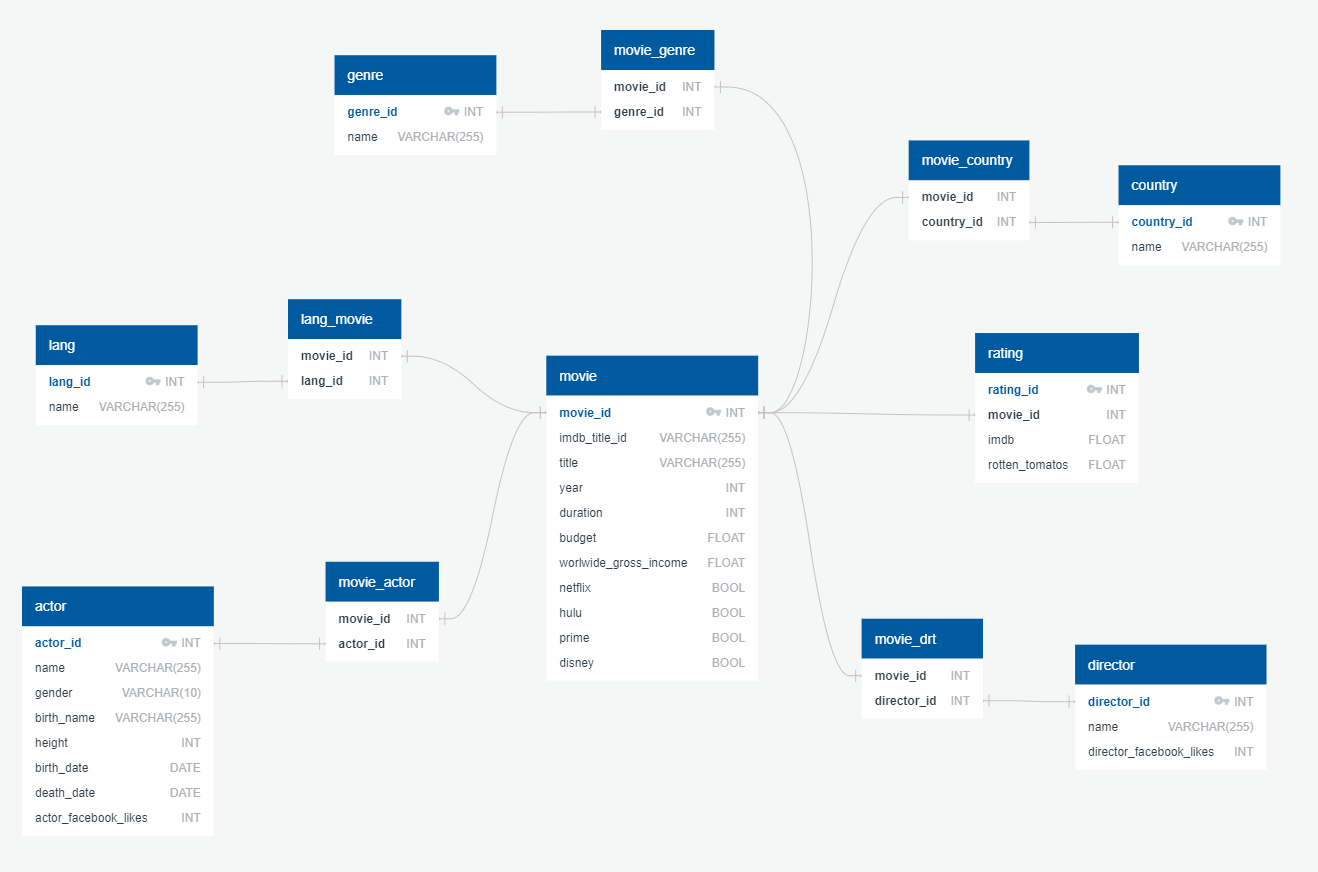 movie_genre
movie_id INT
genre_id INT
genre
genre_id INT
name VARCHAR(255)
movie_country
movie_id INT
country_id INT
country
country_id INT
name VARCHAR(255)
lang_movie
movie_id INT
lang_id INT
lang
lang_id INT
name VARCHAR(255)
rating
rating_id INT
movie_id INT
imdb FLOAT
rotten_tomatos FLOAT
movie
movie_id INT
imdb_title_id VARCHAR(255)
title VARCHAR(255)
year INT
duration INT
budget FLOAT
worlwide_gross_income FLOAT
netflix BOOL
hulu BOOL
prime BOOL
disney BOOL
movie_actor
movie_id INT
actor_id INT
actor
actor_id INT
name VARCHAR(255)
gender VARCHAR(10)
birth_name VARCHAR(255)
height INT
birth_date DATE
death_date DATE
actor_facebook_likes INT
movie_drt
movie_id INT
director_id INT
director
director_id INT
name VARCHAR(255)
director_facebook_likes INT